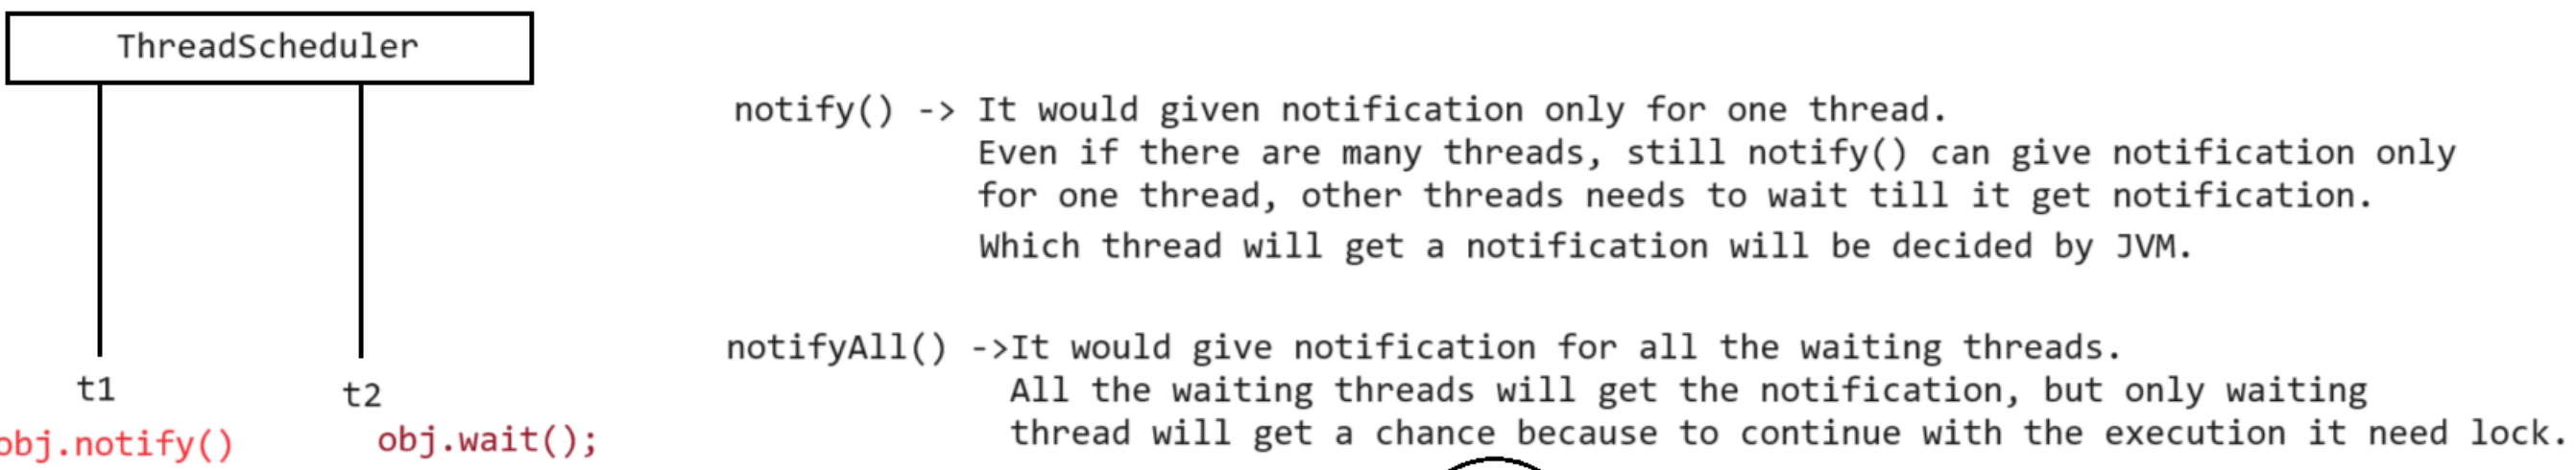 ThreadScheduler
t1
t2
obj.notify()
obj.wait();
notify() -> It would given notification only for one thread.
Even if there are many threads, still notify() can give notification only
for one thread, other threads needs to wait till it get notification.
Which thread will get a notification will be decided by JVM.
notifyAll() ->It would give notification for all the waiting threads.
All the waiting threads will get the notification, but only waiting
thread will get a chance because to continue with the execution it need lock.